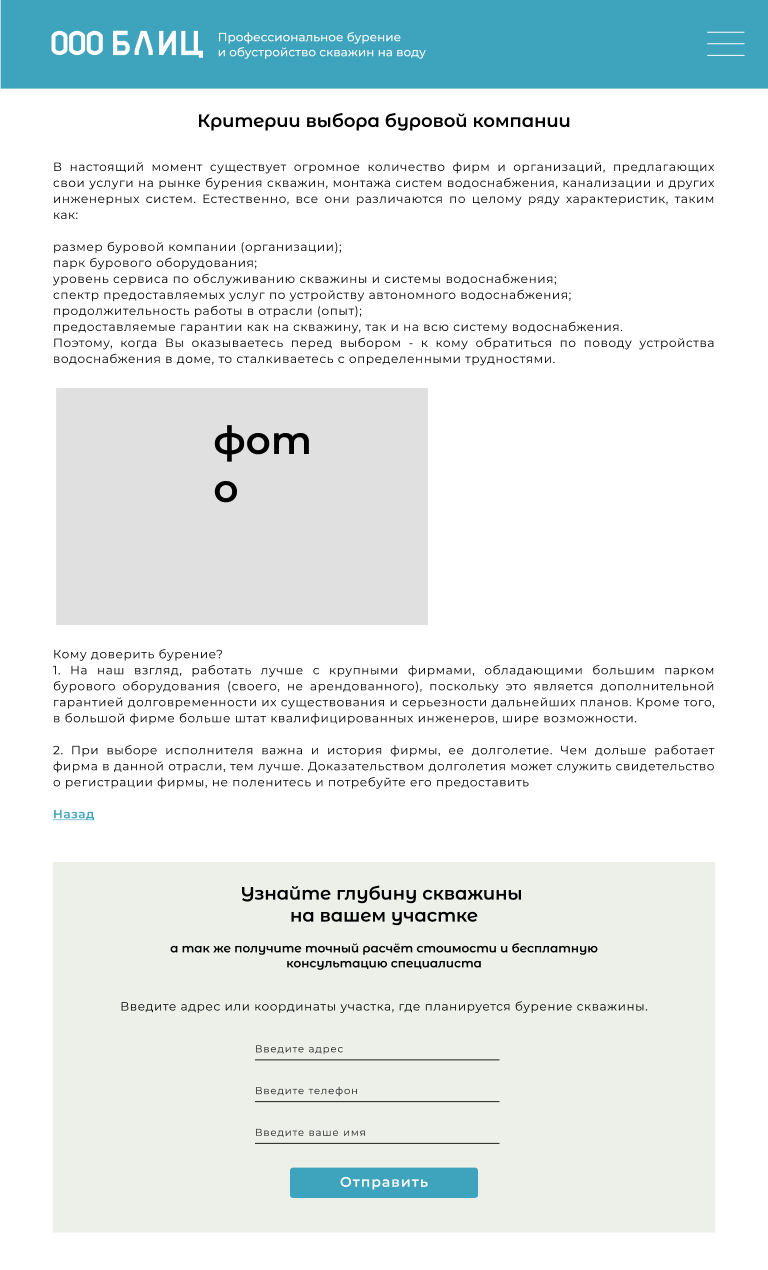 ООО БЛИЦ
Профессиональное бурение
и обустройство скважин на воду
Критерии выбора буровой компании
В настоящий момент существует огромное количество фирм и организаций, предлагающих
свои услуги на рынке бурения скважин, монтажа систем водоснабжения, канализации и других
инженерных систем. Естественно, все они различаются по целому ряду характеристик, таким
как:
размер буровой компании (организации);
парк бурового оборудования;
уровень сервиса по обслуживанию скважины и системы водоснабжения;
спектр предоставляемых услуг по устройству автономного водоснабжения;
продолжительность работы в отрасли (опыт);
предоставляемые гарантии как на скважину, так и на всю систему водоснабжения.
Поэтому, когда Вы оказываетесь перед выбором - к кому обратиться по поводу устройства
водоснабжения в доме, то сталкиваетесь с определенными трудностями.
фот
о
Кому доверить бурение?
1. На наш взгляд, работать лучше с крупными фирмами, обладающими большим парком
бурового оборудования (своего, не арендованного), поскольку это является дополнительной
гарантией долговременности их существования и серьезности дальнейших планов. Кроме того,
в большой фирме больше штат квалифицированных инженеров, шире возможности.
2. При выборе исполнителя важна и история фирмы, ее долголетие. Чем дольше работает
фирма в данной отрасли, тем лучше. Доказательством долголетия может служить свидетельство
о регистрации фирмы, не поленитесь и потребуйте его предоставить
Назад
Узнайте глубину скважины
на вашем участке
а так же получите точный расчёт стоимости и бесплатную
консультацию специалиста
Введите адрес или координаты участка, где планируется бурение скважины.
Введите адрес
Введите телефон
Введите ваше имя
Отправить